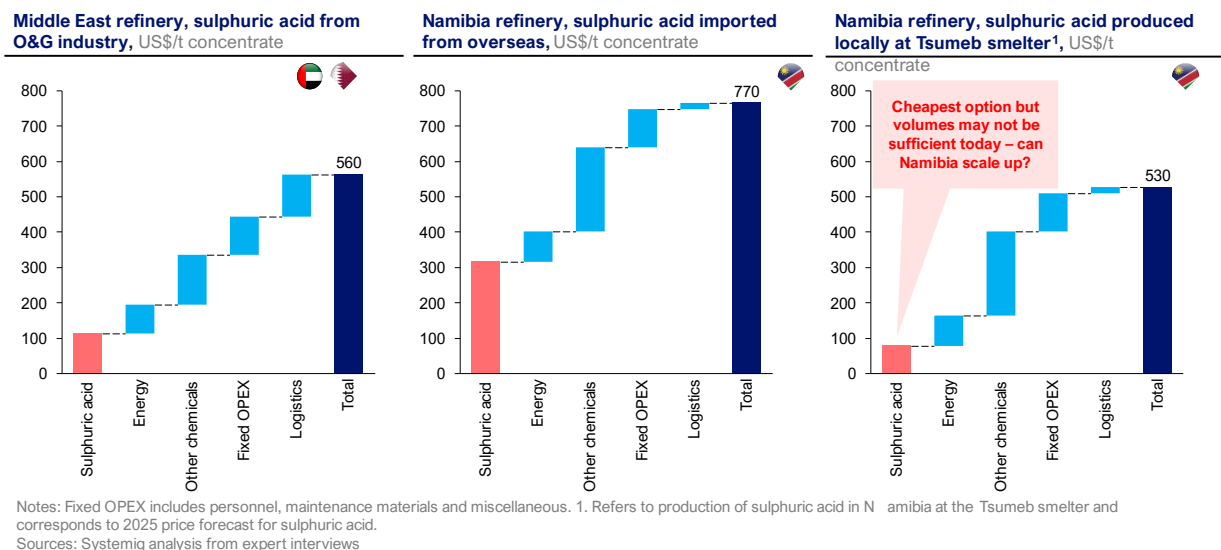 Middle East refinery, sulphuric acid from
O&G industry, US$/t concentrate
800
700
600
500
400
300
200
100
0
560
Sulphuric acid
Energy
Other chemicals
Fixed OPEX
Logistics
Total
Namibia refinery, sulphuric acid imported
from overseas, US$/t concentrate
800
700
600
500
400
300
200
100
0
770
Sulphuric acid
Energy
Other chemicals
Fixed OPEX
Logistics
Total
Namibia refinery, sulphuric acid produced
locally at Tsumeb smelter¹, US$/t
concentrate
800
700
600
500
400
300
200
100
0
Cheapest option but
volumes may not be
sufficient today – can
Namibia scale up?
530
Sulphuric acid
Energy
Other chemicals
Fixed OPEX
Logistics
Total
Notes: Fixed OPEX includes personnel, maintenance materials and miscellaneous. 1. Refers to production of sulphuric acid in N amibia at the Tsumeb smelter and
corresponds to 2025 price forecast for sulphuric acid.
Sources: Systemiq analysis from expert interviews